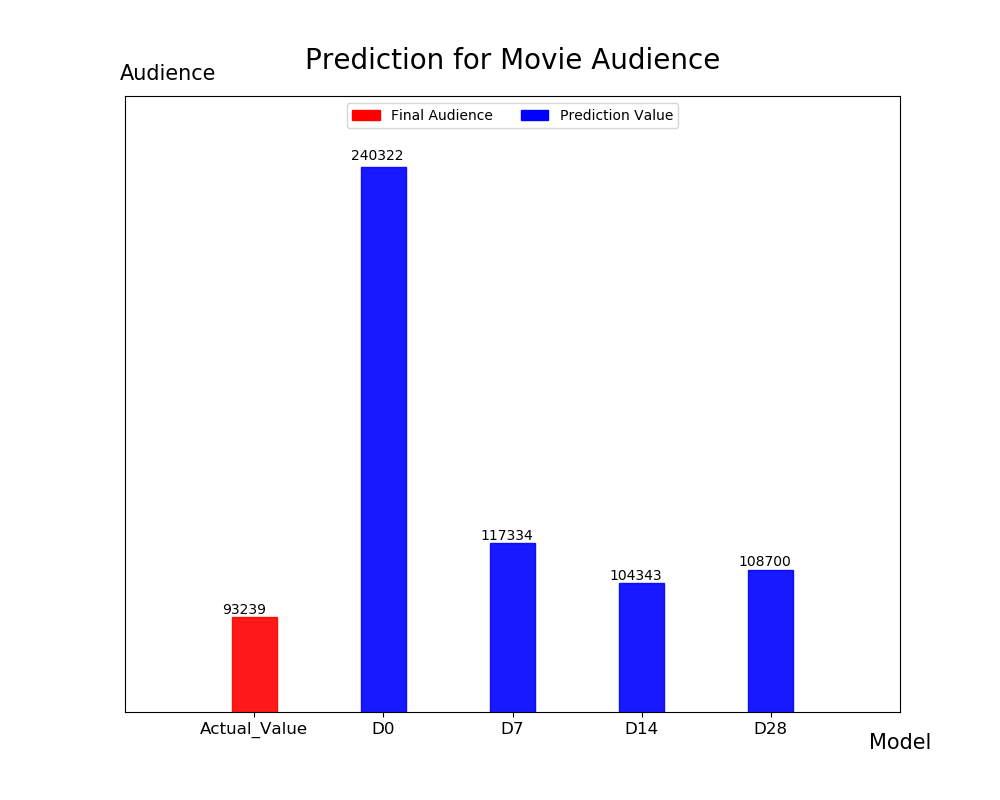 Prediction for Movie Audience
Audience
Final Audience Prediction Value
240322
117334
108700
104343
93239
Actual_Value D0 D7 D14 D28
Model